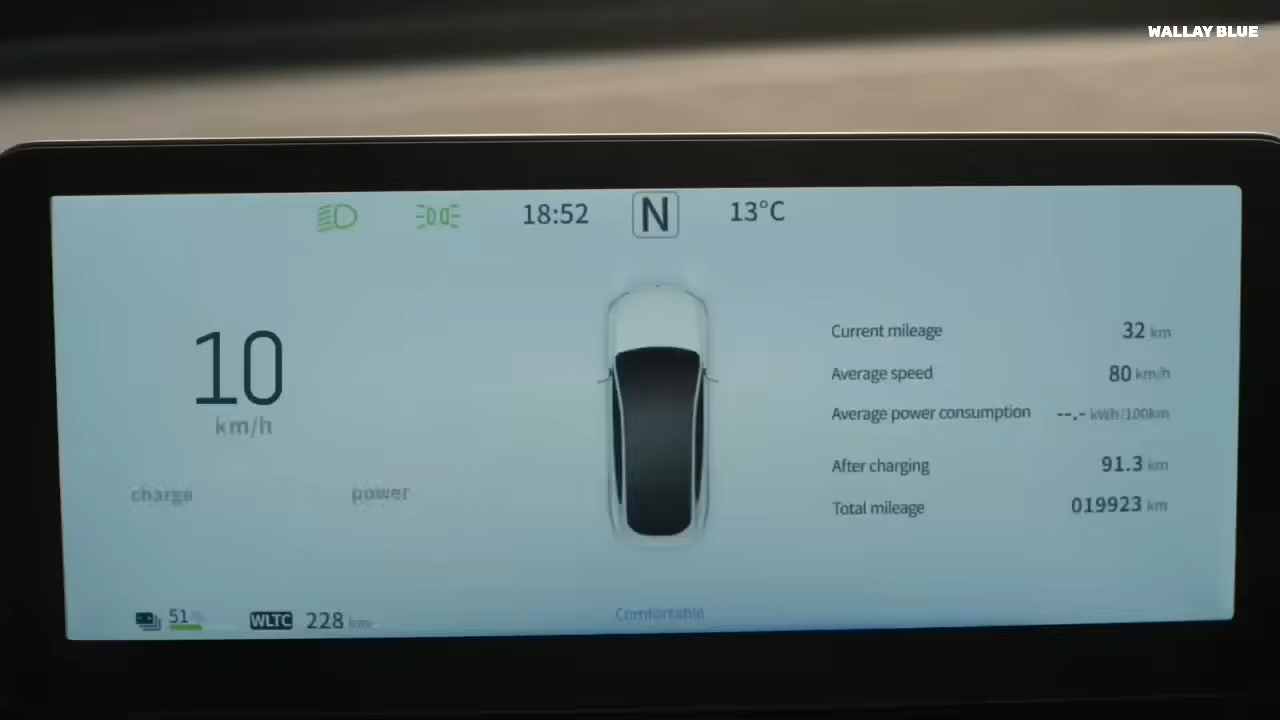 WALLAY BLUE
18:52 N 13°C
10
km/h
charge power
Current mileage 32 km
Average speed 80 km/h
Average power consumption --.- kWh/100km
After charging 91.3 km
Total mileage 019923 km
51%
WLTC 228 km
Comfortable